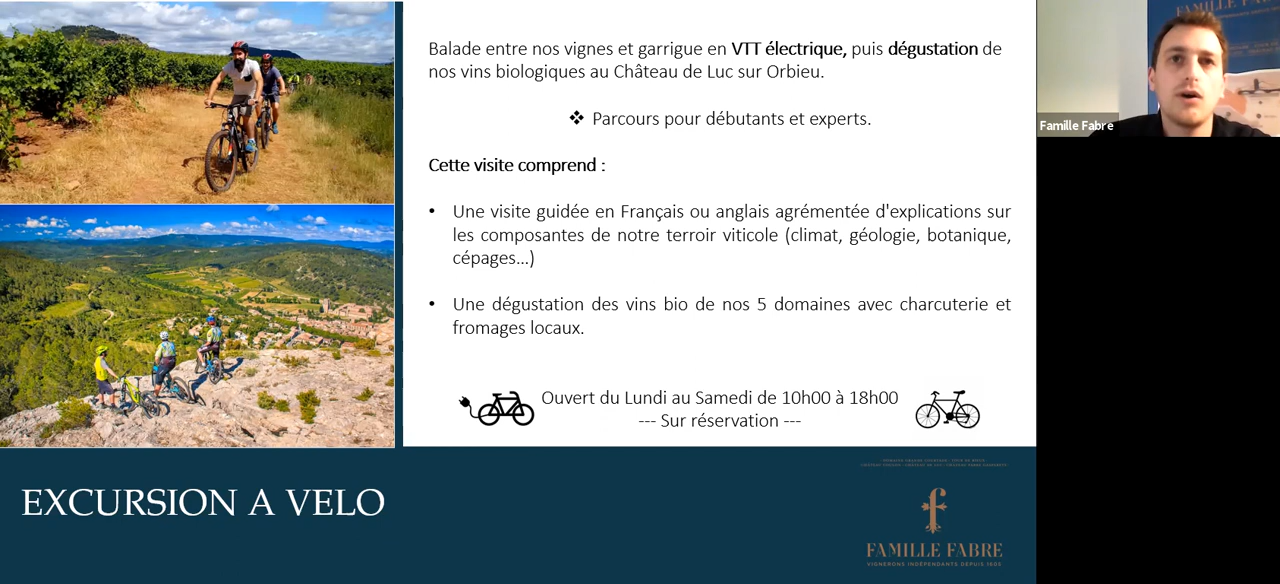 Balade entre nos vignes et garrigue en VTT électrique, puis dégustation de
nos vins biologiques au Château de Luc sur Orbieu.
❖ Parcours pour débutants et experts.
Cette visite comprend :
• Une visite guidée en Français ou anglais agrémentée d'explications sur
les composantes de notre terroir viticole (climat, géologie, botanique,
cépages…)
• Une dégustation des vins bio de nos 5 domaines avec charcuterie et
fromages locaux.
Ouvert du Lundi au Samedi de 10h00 à 18h00
--- Sur réservation ---
Famille Fabre
EXCURSION A VELO
FAMILLE FABRE
VIGNERONS INDÉPENDANTS DEPUIS 1605